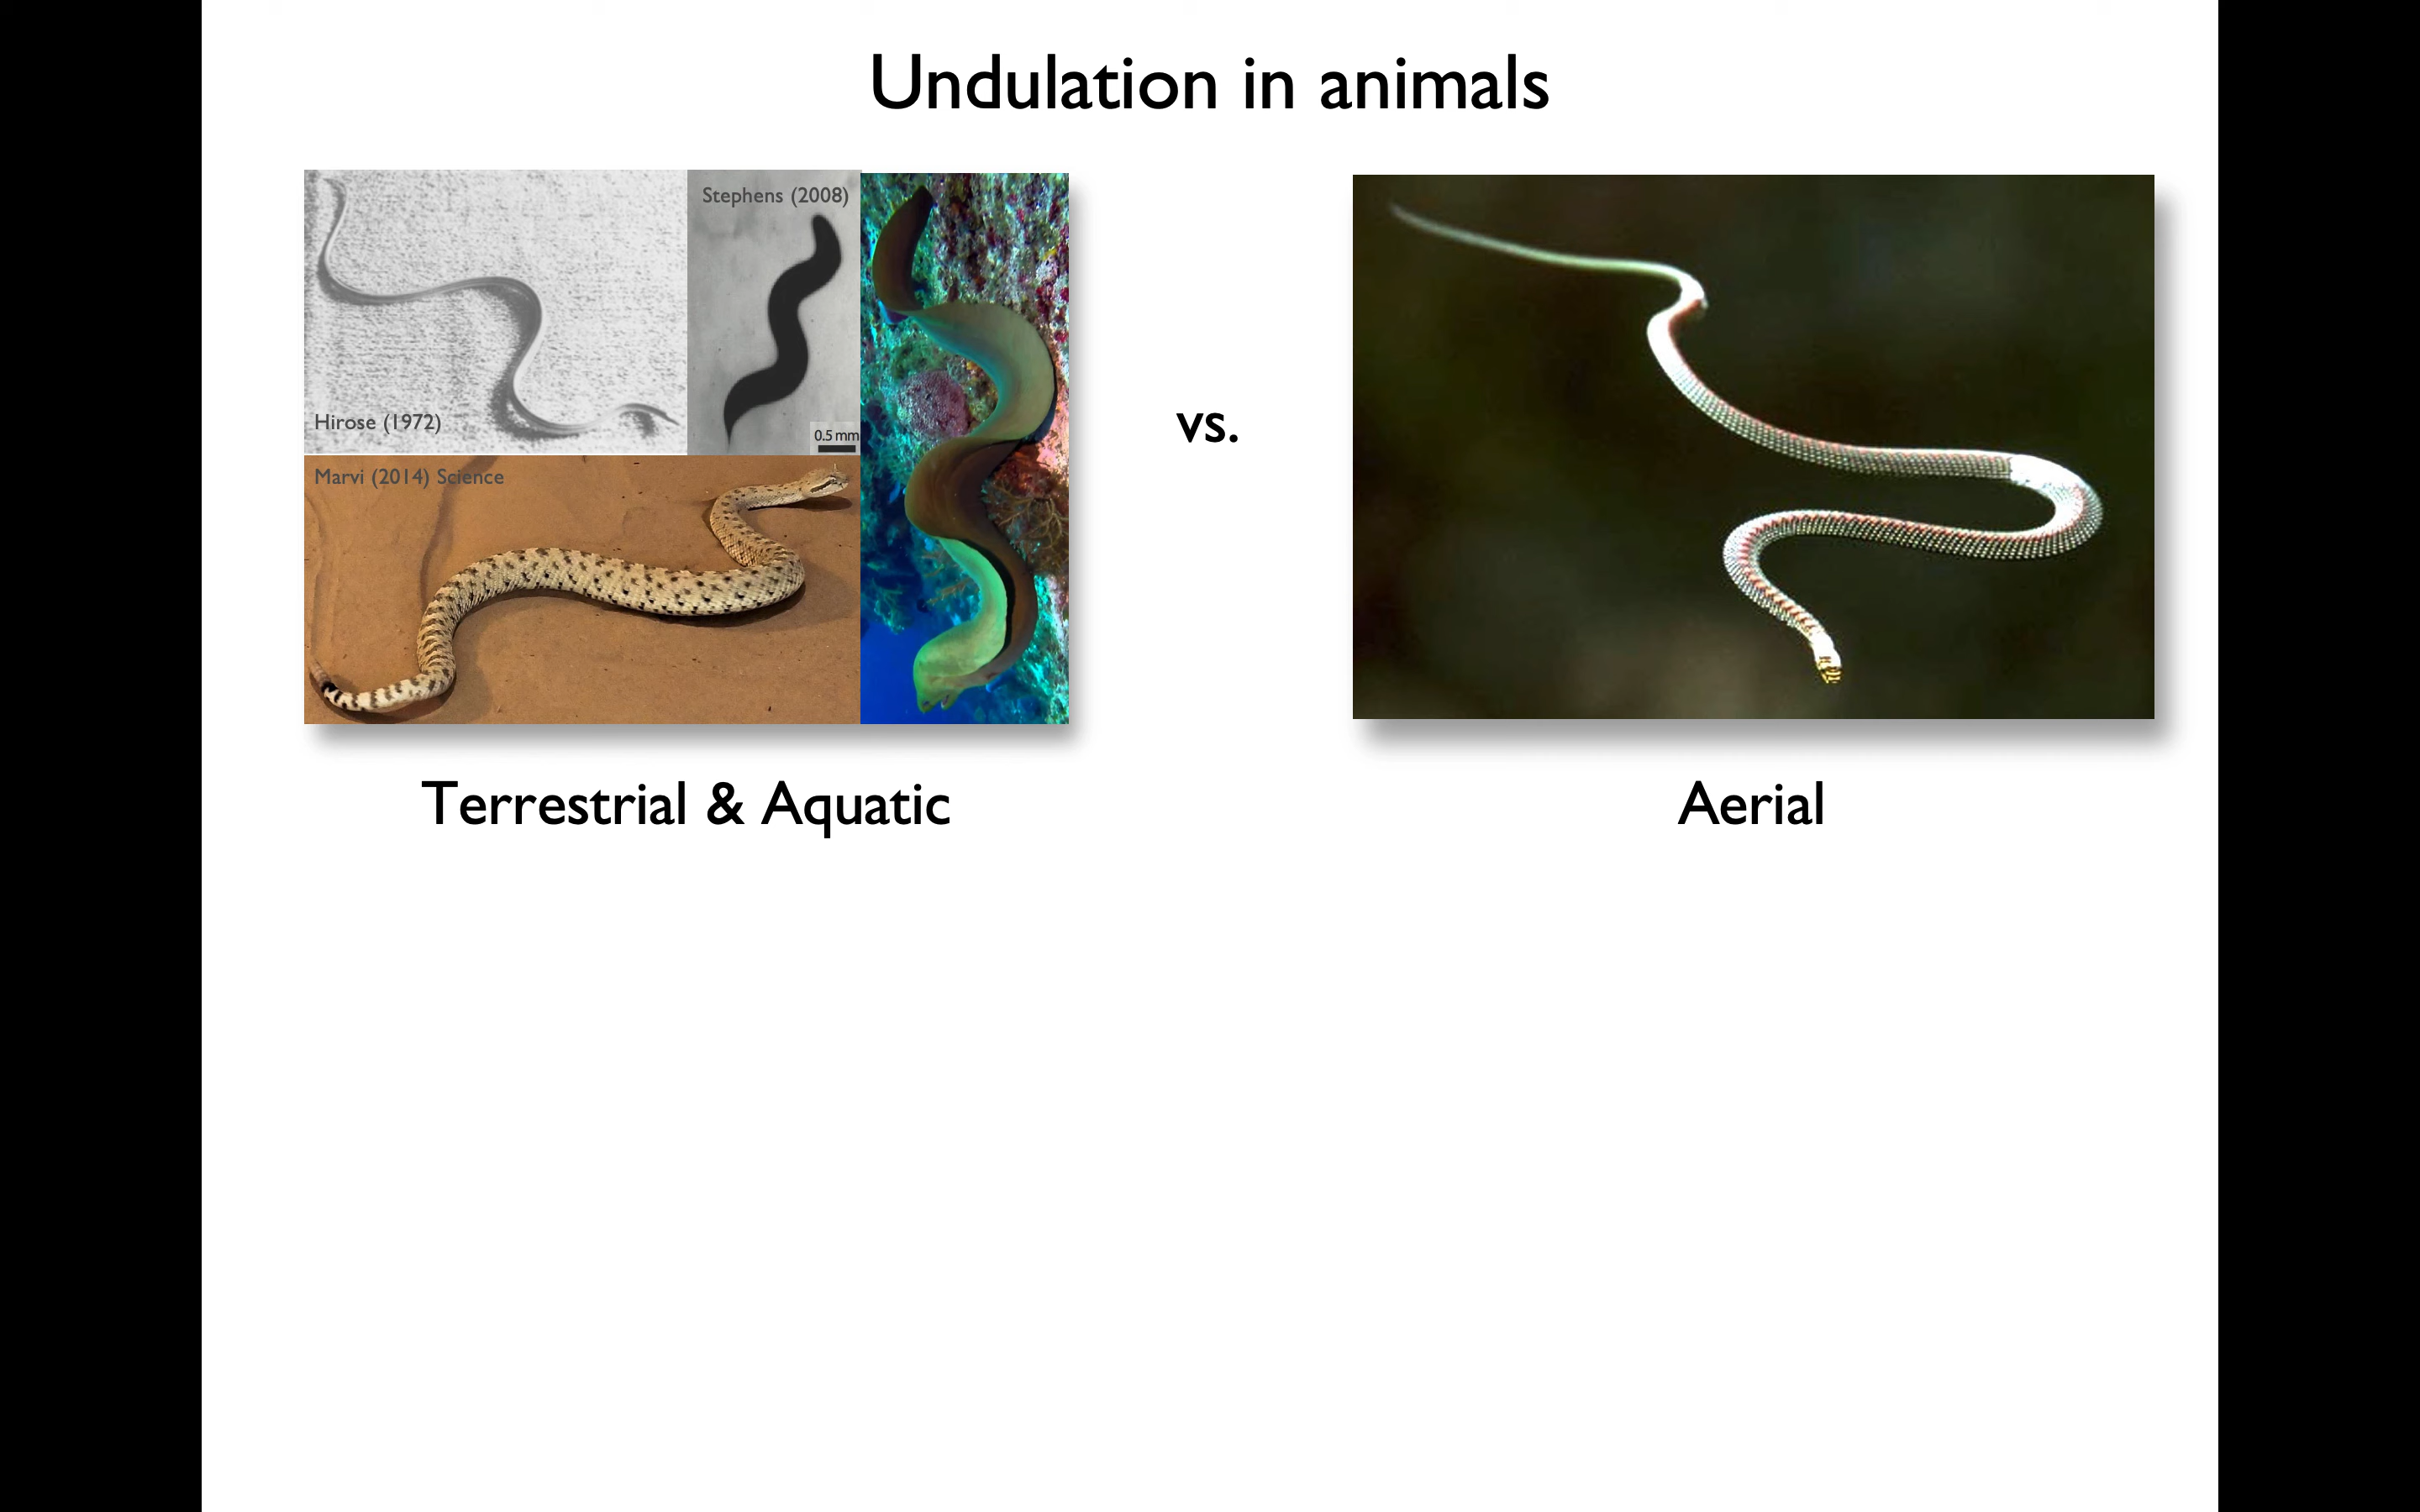 Undulation in animals
Stephens (2008)
Hirose (1972)
0.5 mm
Marvi (2014) Science
vs.
Terrestrial & Aquatic
Aerial